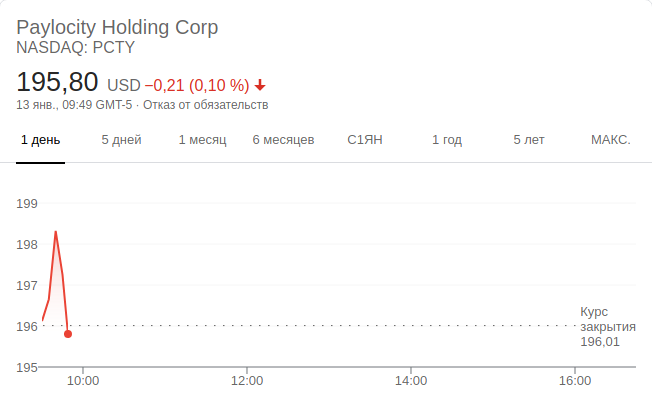 Paylocity Holding Corp
NASDAQ: PCTY
195,80 USD −0,21 (0,10 %)
13 янв., 09:49 GMT-5 · Отказ от обязательств
1 день 5 дней 1 месяц 6 месяцев С1ЯН 1 год 5 лет МАКС.
199
198
197
196
Курс
закрытия
196,01
195
10:00 12:00 14:00 16:00